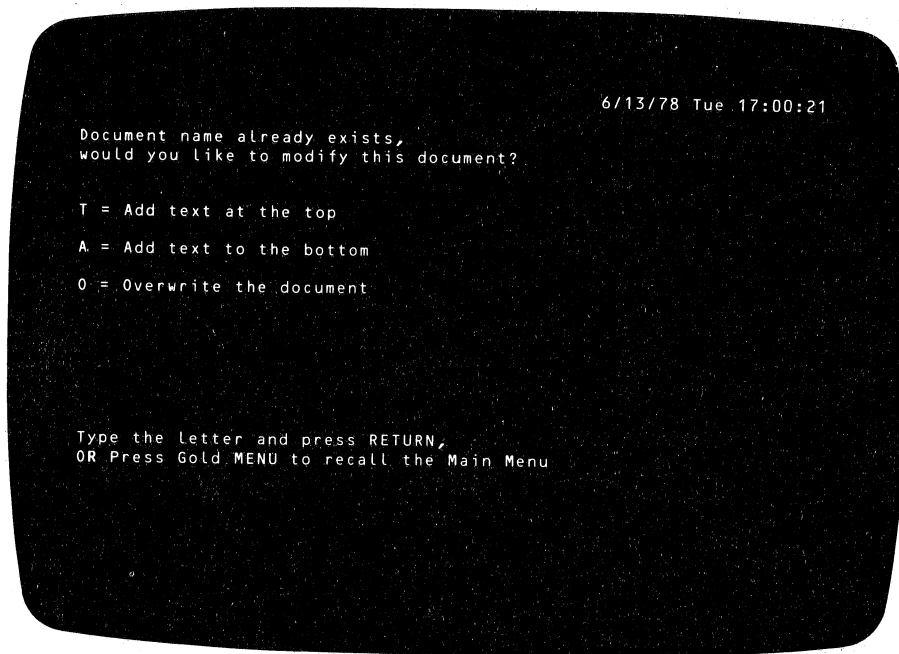 6/13/78 Tue 17:00:21
Document name already exists,
would you like to modify this document?
T = Add text at the top
A = Add text to the bottom
O = Overwrite the document
Type the letter and press RETURN,
OR Press Gold MENU to recall the Main Menu